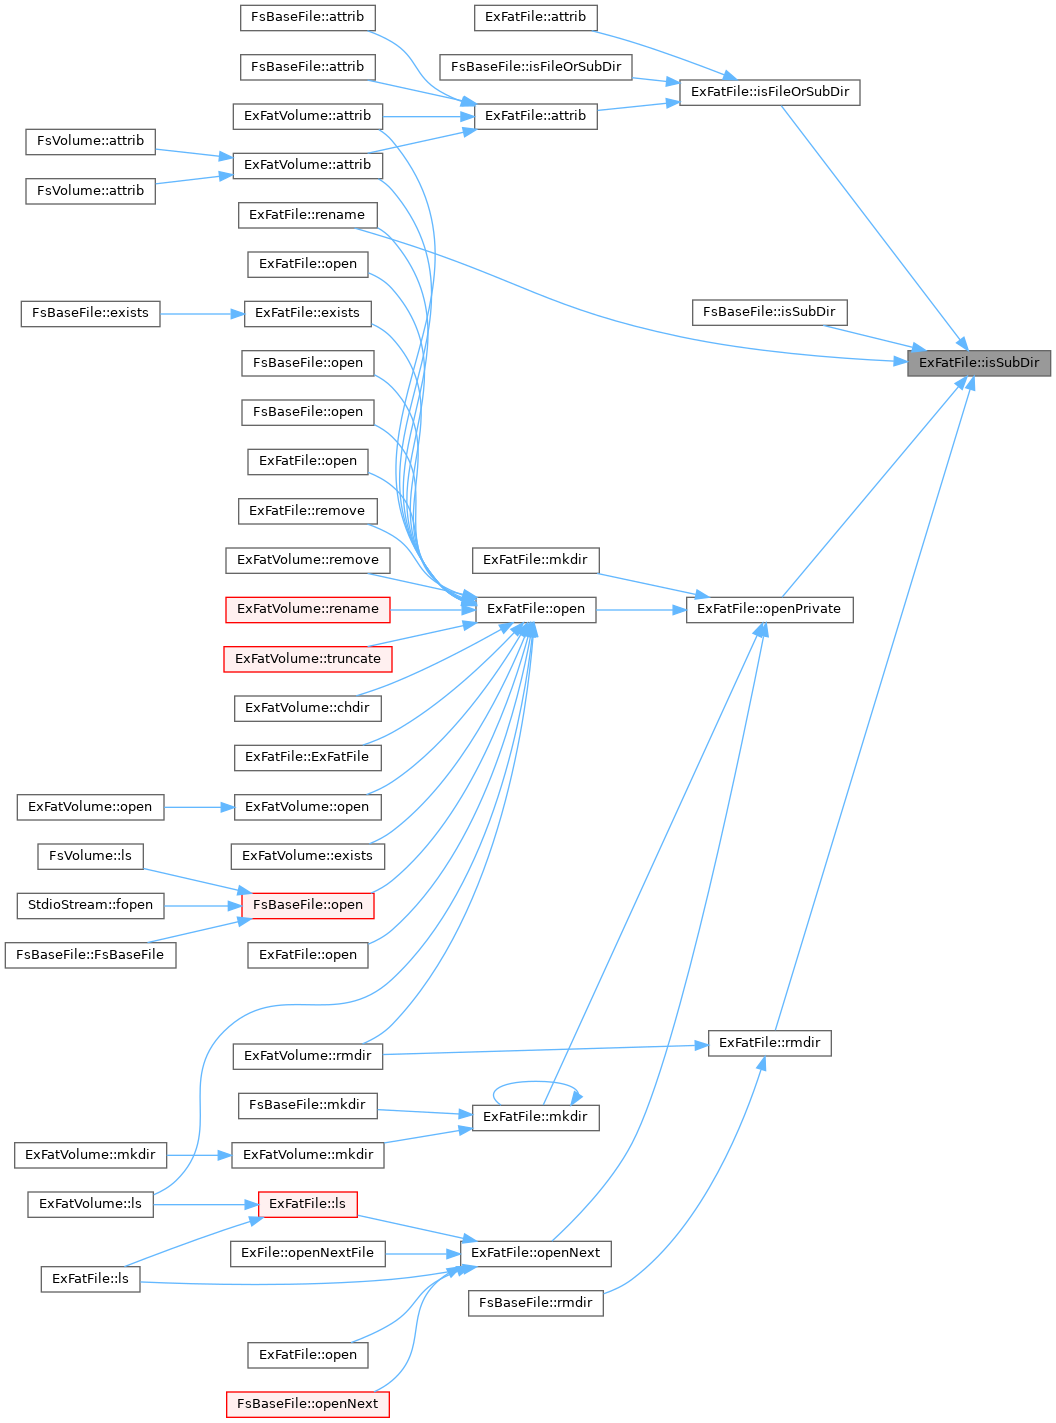 FsBaseFile::attrib
ExFatFile::attrib
FsBaseFile::attrib
FsBaseFile::isFileOrSubDir
ExFatFile::isFileOrSubDir
ExFatVolume::attrib
ExFatFile::attrib
FsVolume::attrib
ExFatVolume::attrib
FsVolume::attrib
ExFatFile::rename
ExFatFile::open
FsBaseFile::exists
ExFatFile::exists
FsBaseFile::isSubDir
FsBaseFile::open
ExFatFile::isSubDir
FsBaseFile::open
ExFatFile::open
ExFatFile::remove
ExFatVolume::remove
ExFatFile::mkdir
ExFatVolume::rename
ExFatFile::open
ExFatFile::openPrivate
ExFatVolume::truncate
ExFatVolume::chdir
ExFatFile::ExFatFile
ExFatVolume::open
ExFatVolume::open
FsVolume::ls
ExFatVolume::exists
StdioStream::fopen
FsBaseFile::open
FsBaseFile::FsBaseFile
ExFatFile::open
ExFatVolume::rmdir
ExFatFile::rmdir
FsBaseFile::mkdir
ExFatFile::mkdir
ExFatVolume::mkdir
ExFatVolume::mkdir
ExFatVolume::ls
ExFatFile::ls
ExFile::openNextFile
ExFatFile::openNext
ExFatFile::ls
FsBaseFile::rmdir
ExFatFile::open
FsBaseFile::openNext